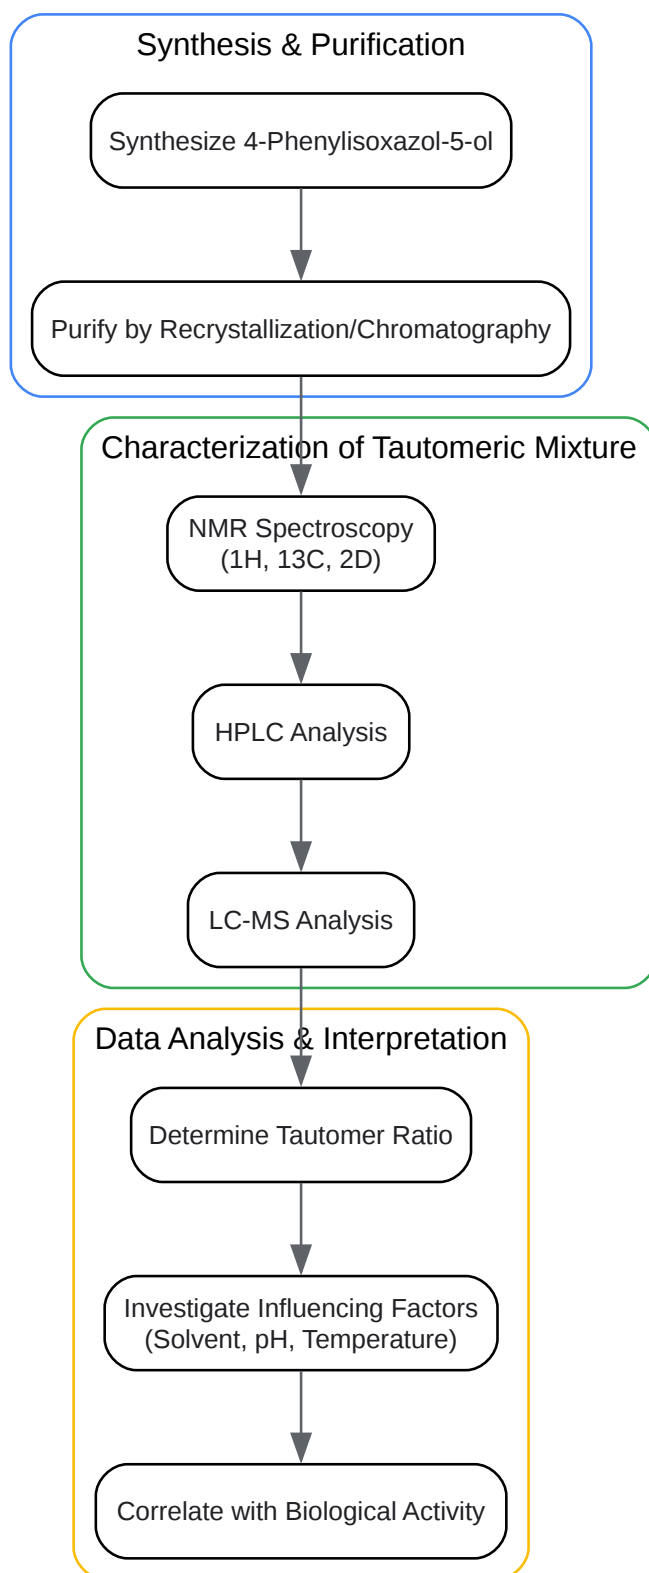 Synthesis & Purification
Synthesize 4-Phenylisoxazol-5-ol
Purify by Recrystallization/Chromatography
Characterization of Tautomeric Mixture
NMR Spectroscopy
(1H, 13C, 2D)
HPLC Analysis
LC-MS Analysis
Data Analysis & Interpretation
Determine Tautomer Ratio
Investigate Influencing Factors
(Solvent, pH, Temperature)
Correlate with Biological Activity